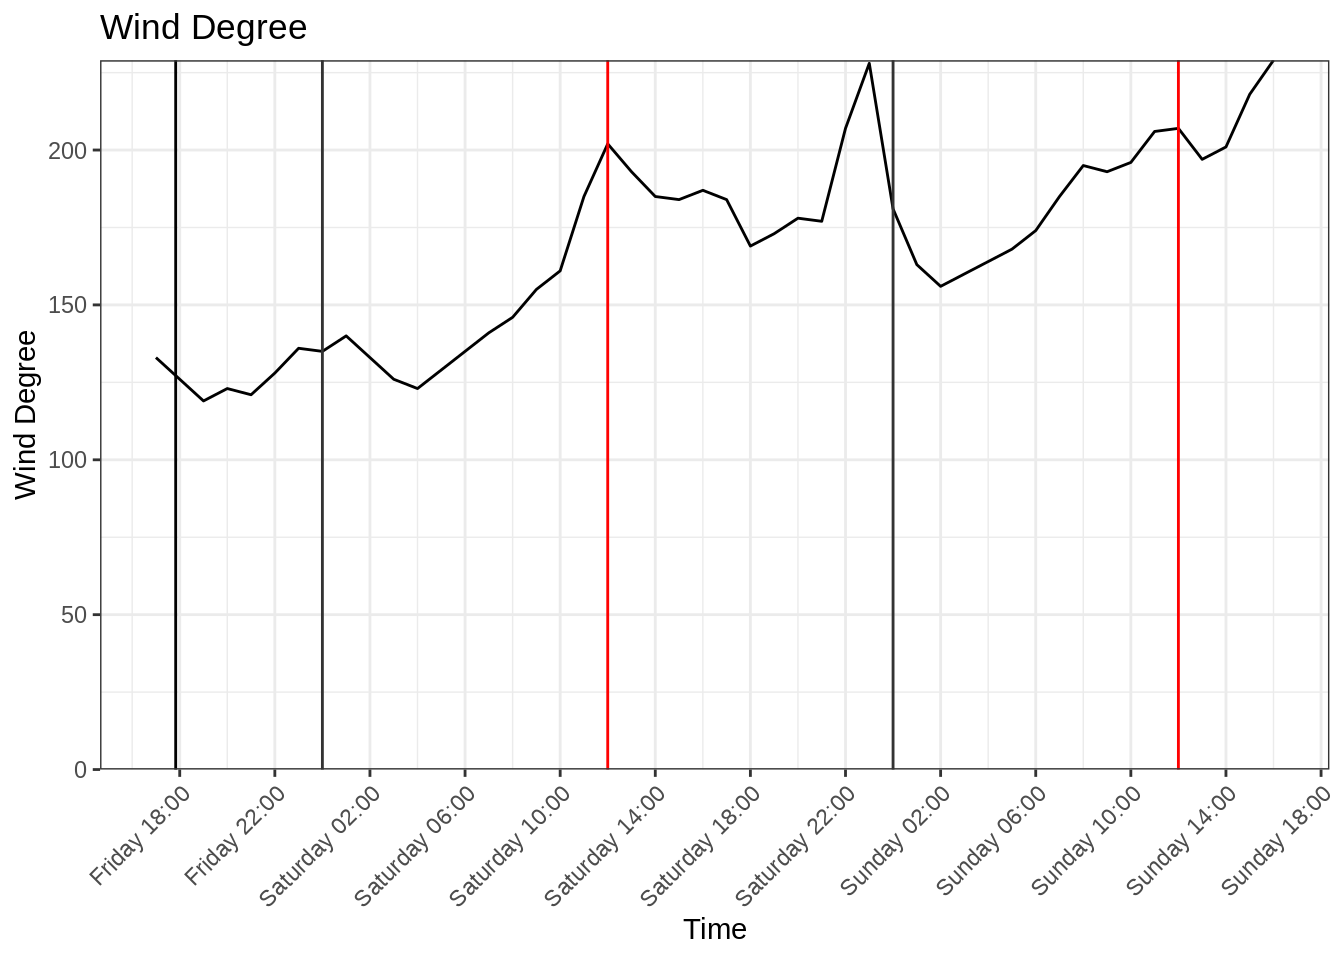 Wind Degree
Wind Degree
200
150
100
50
0
Friday 18:00
Friday 22:00
Saturday 02:00
Saturday 06:00
Saturday 10:00
Saturday 14:00
Saturday 18:00
Saturday 22:00
Sunday 02:00
Sunday 06:00
Sunday 10:00
Sunday 14:00
Sunday 18:00
Time